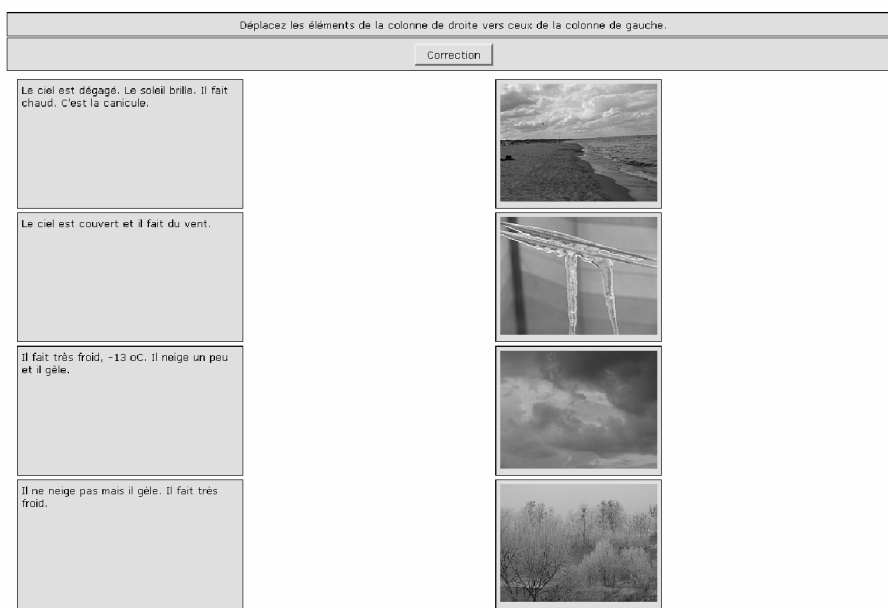 Déplacez les éléments de la colonne de droite vers ceux de la colonne de gauche.
Correction
Le ciel est dégagé. Le soleil brille. Il fait
chaud. C'est la canicule.
Le ciel est couvert et il fait du vent.
Il fait très froid, -13 oC. Il neige un peu
et il gèle.
Il ne neige pas mais il gèle. Il fait très
froid.